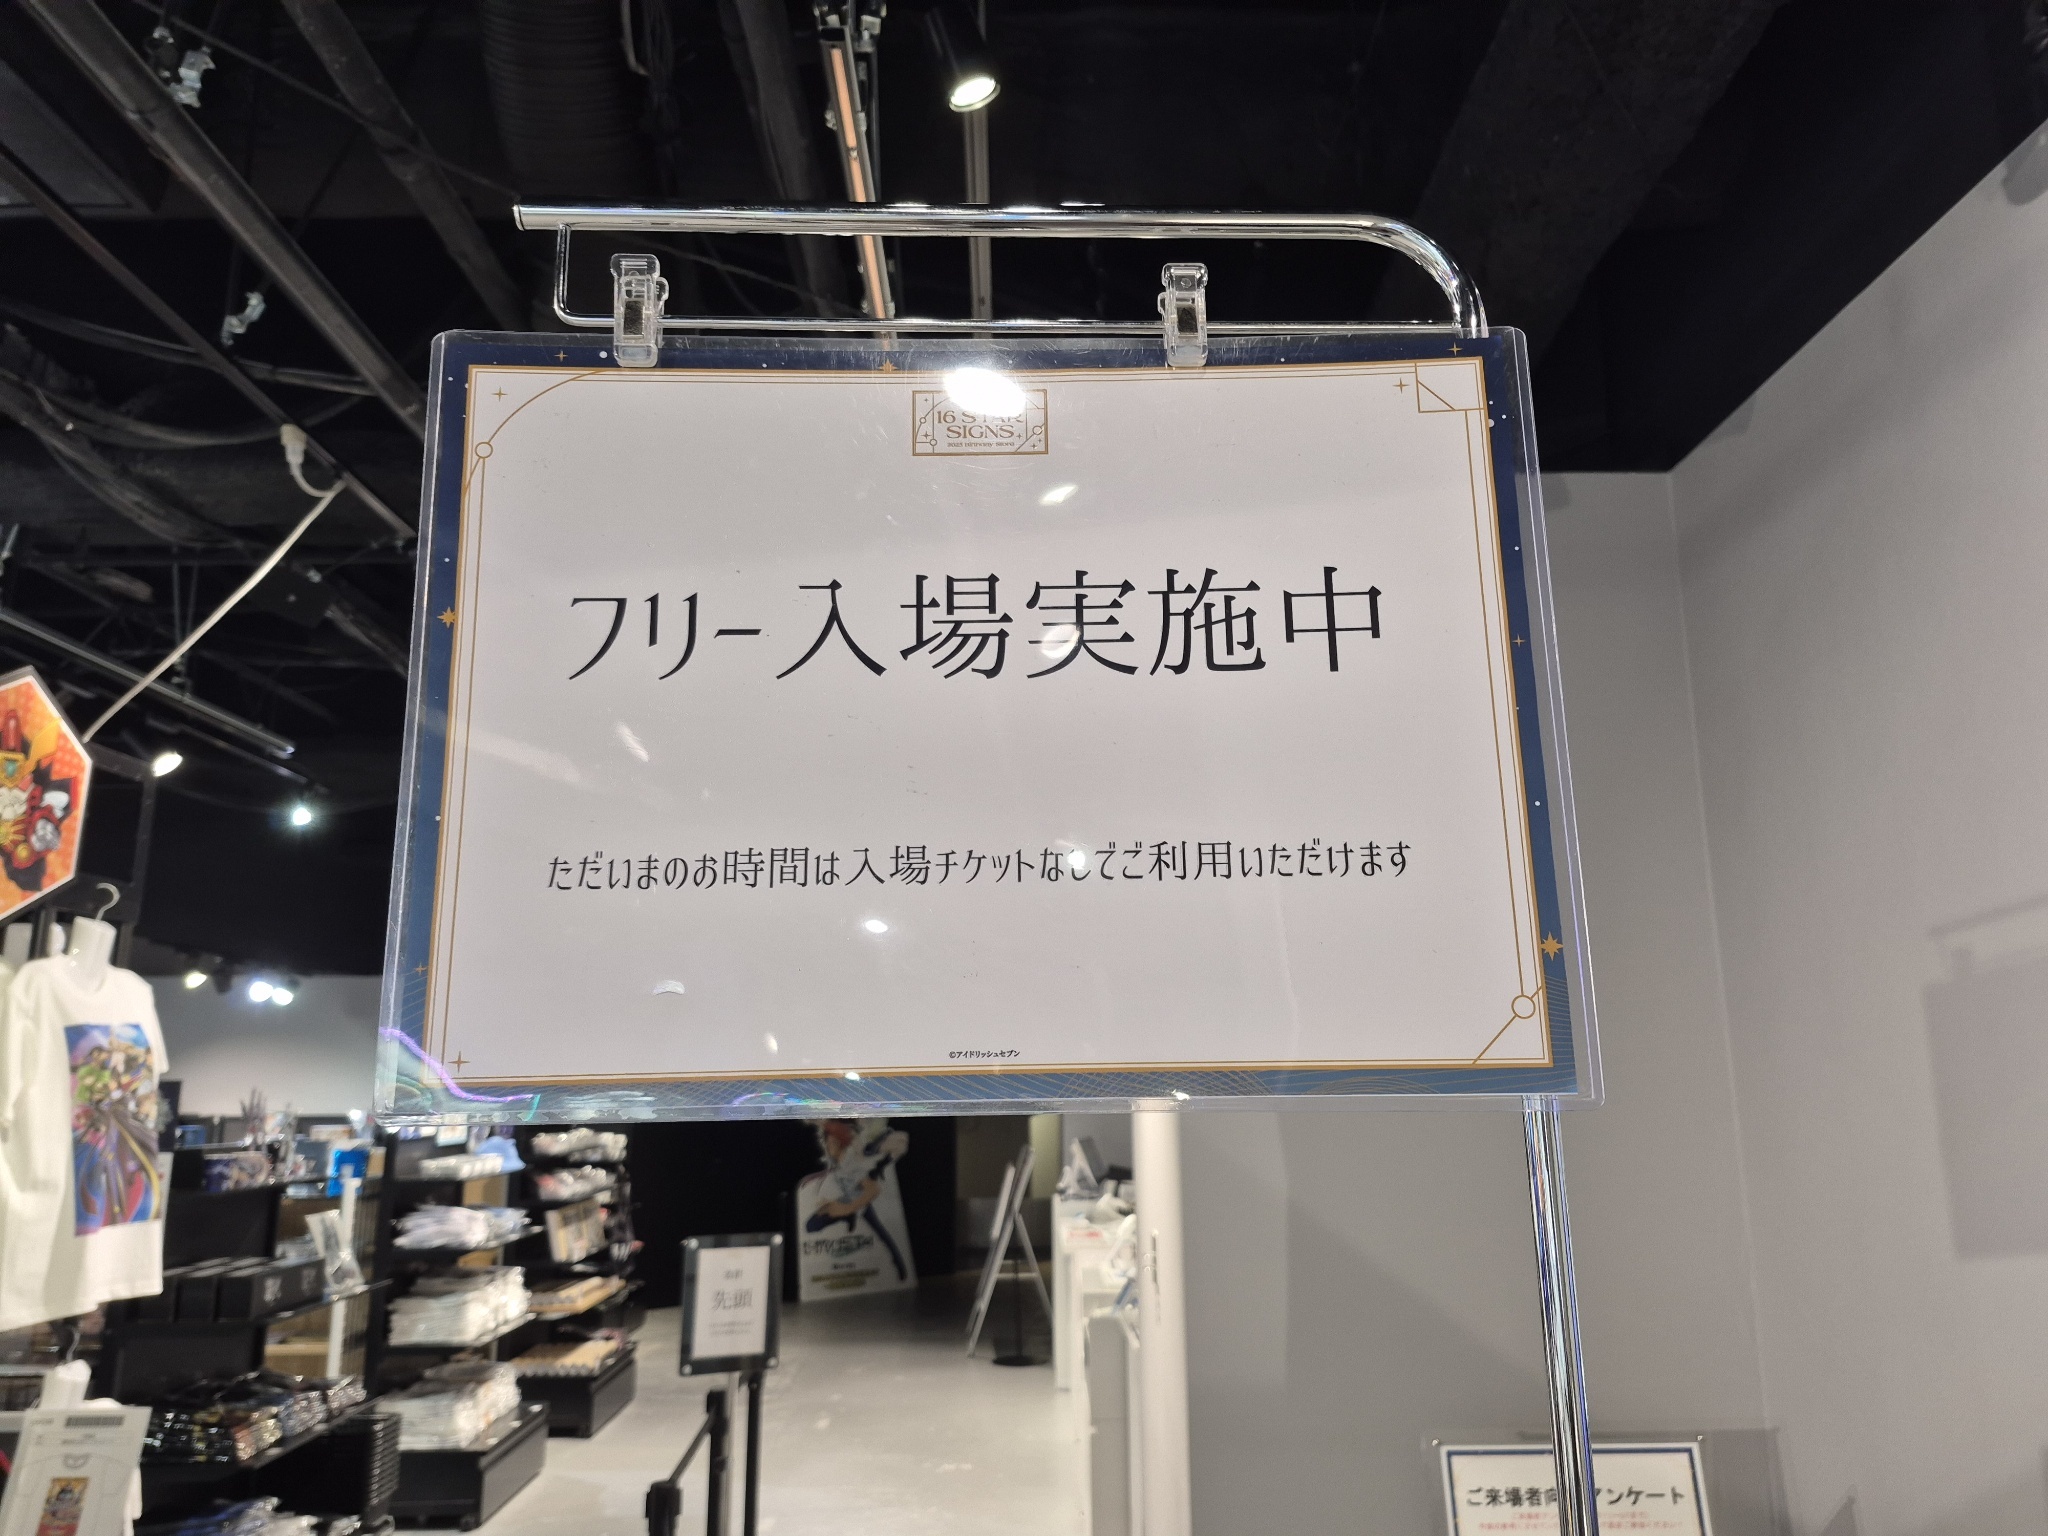 16 STAR
SIGNS
2023 Birthday Store
フリー入場実施中
ただいまのお時間は入場チケットなしでご利用いただけます
©アイドリッシュセブン
先頭
ご来場者向けアンケート